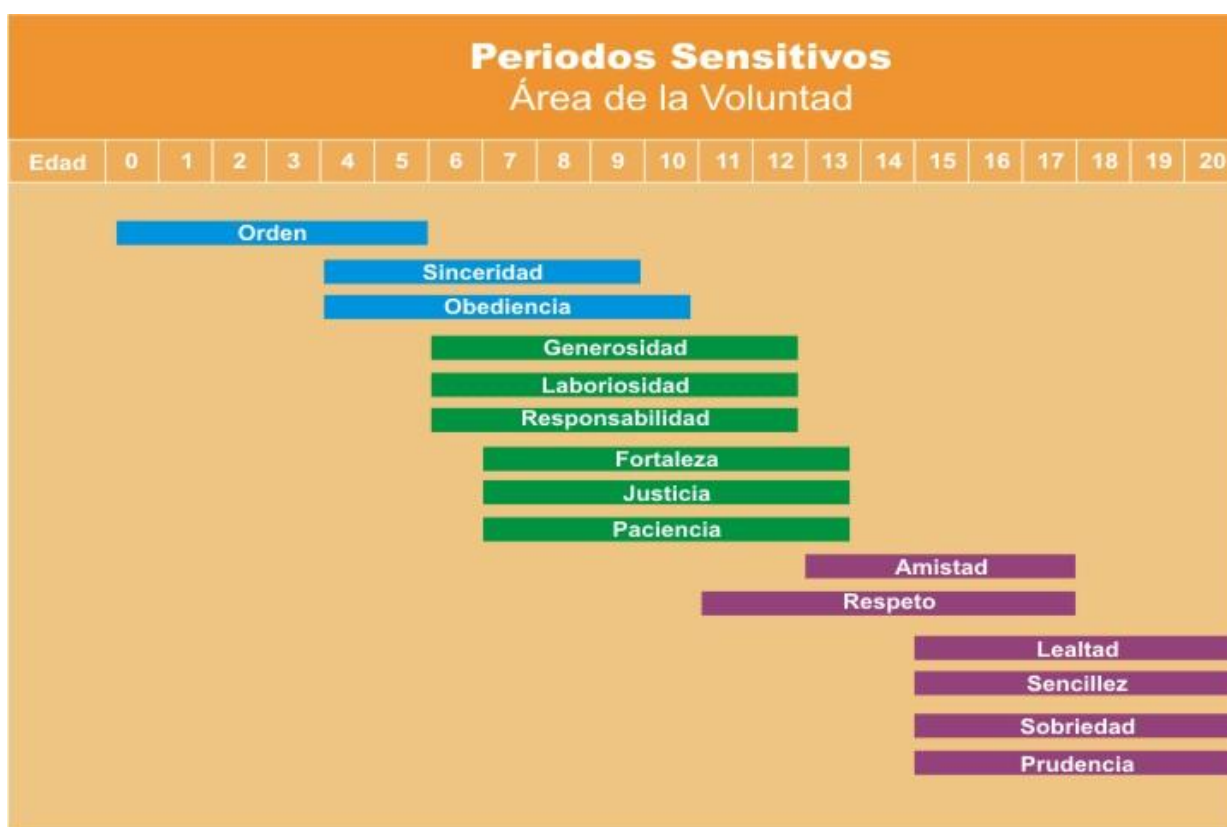 Periodos Sensitivos
Área de la Voluntad
Edad 0 1 2 3 4 5 6 7 8 9 10 11 12 13 14 15 16 17 18 19 20
Orden
Sinceridad
Obediencia
Generosidad
Laboriosidad
Responsabilidad
Fortaleza
Justicia
Paciencia
Amistad
Respeto
Lealtad
Sencillez
Sobriedad
Prudencia